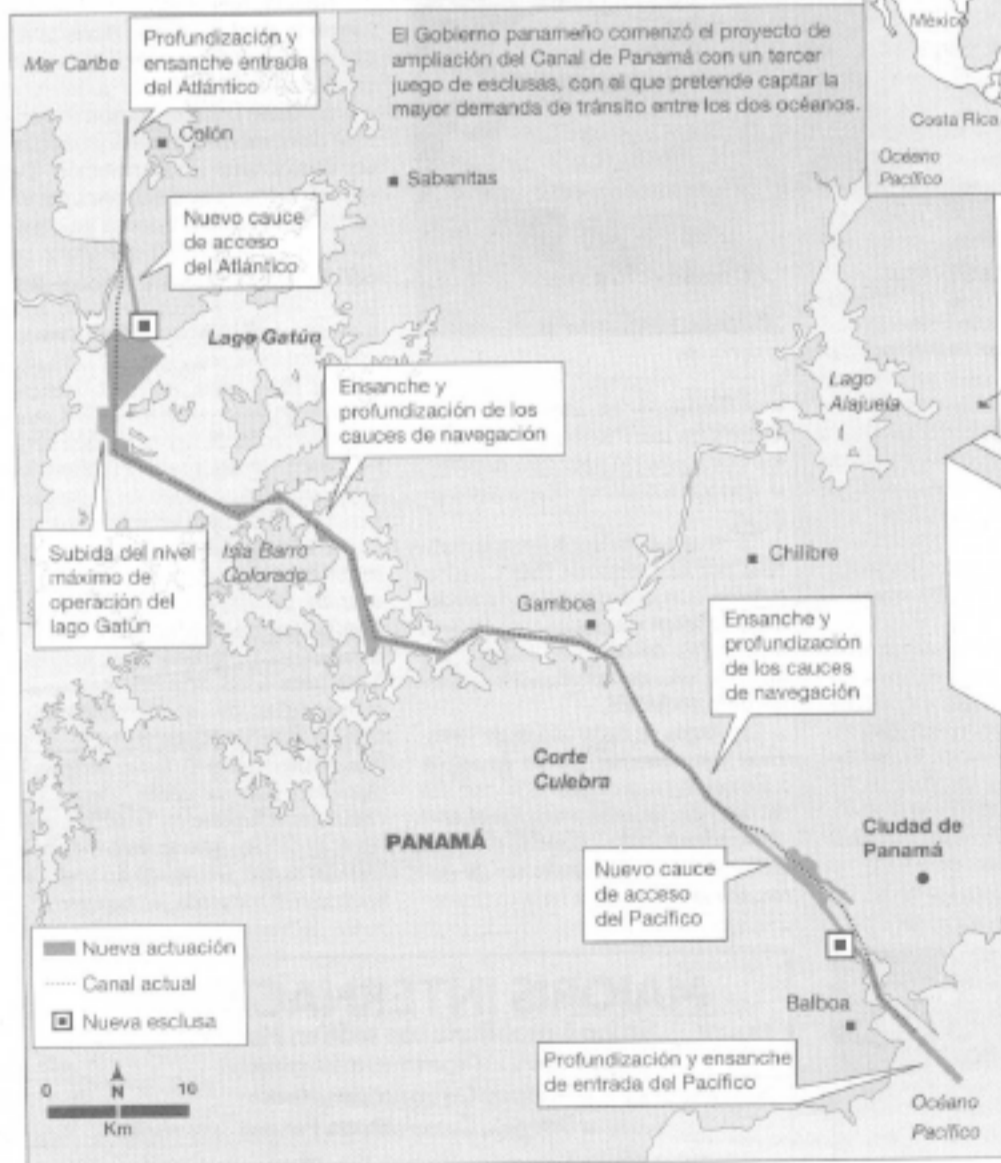 El Gobierno panameño comenzó el proyecto de
ampliación del Canal de Panamá con un tercer
juego de esclusas, con el que pretende captar la
mayor demanda de tránsito entre los dos océanos.
México
Costa Rica
Océano
Pacífico
Mar Caribe
Profundización y
ensanche entrada
del Atlántico
Colón
Sabanitas
Nuevo cauce
de acceso
del Atlántico
Lago Gatún
Ensanche y
profundización de los
cauces de navegación
Lago
Alajuela
Subida del nivel
máximo de
operación del
lago Gatún
Isla Barro
Colorado
Chilibre
Gamboa
Ensanche y
profundización
de los cauces
de navegación
Corte
Culebra
PANAMÁ
Ciudad de
Panamá
Nuevo cauce
de acceso
del Pacífico
Nueva actuación
Canal actual
Nueva esclusa
Balboa
Profundización y ensanche
de entrada del Pacífico
Océano
Pacífico
0 N 10
Km